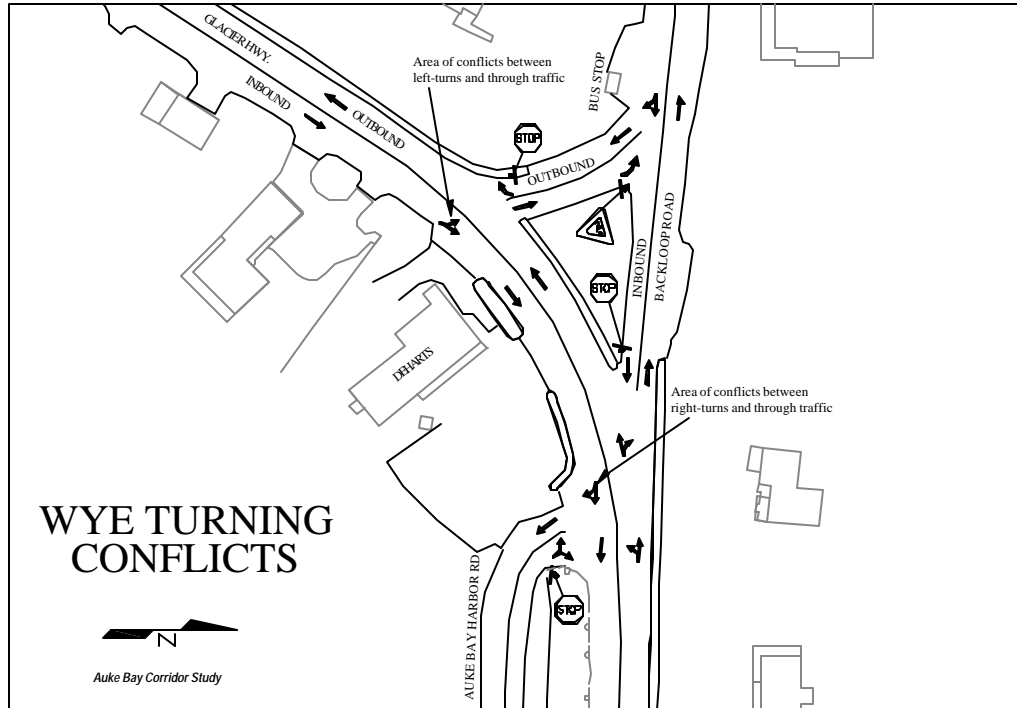 GLACIER HWY.
INBOUND
OUTBOUND
Area of conflicts between
left-turns and through traffic
BUS STOP
STOP
OUTBOUND
STOP
INBOUND
BACKLOOP ROAD
DEHARTS
Area of conflicts between
right-turns and through traffic
WYE TURNING
CONFLICTS
AUKE BAY HARBOR RD
STOP
N
Auke Bay Corridor Study